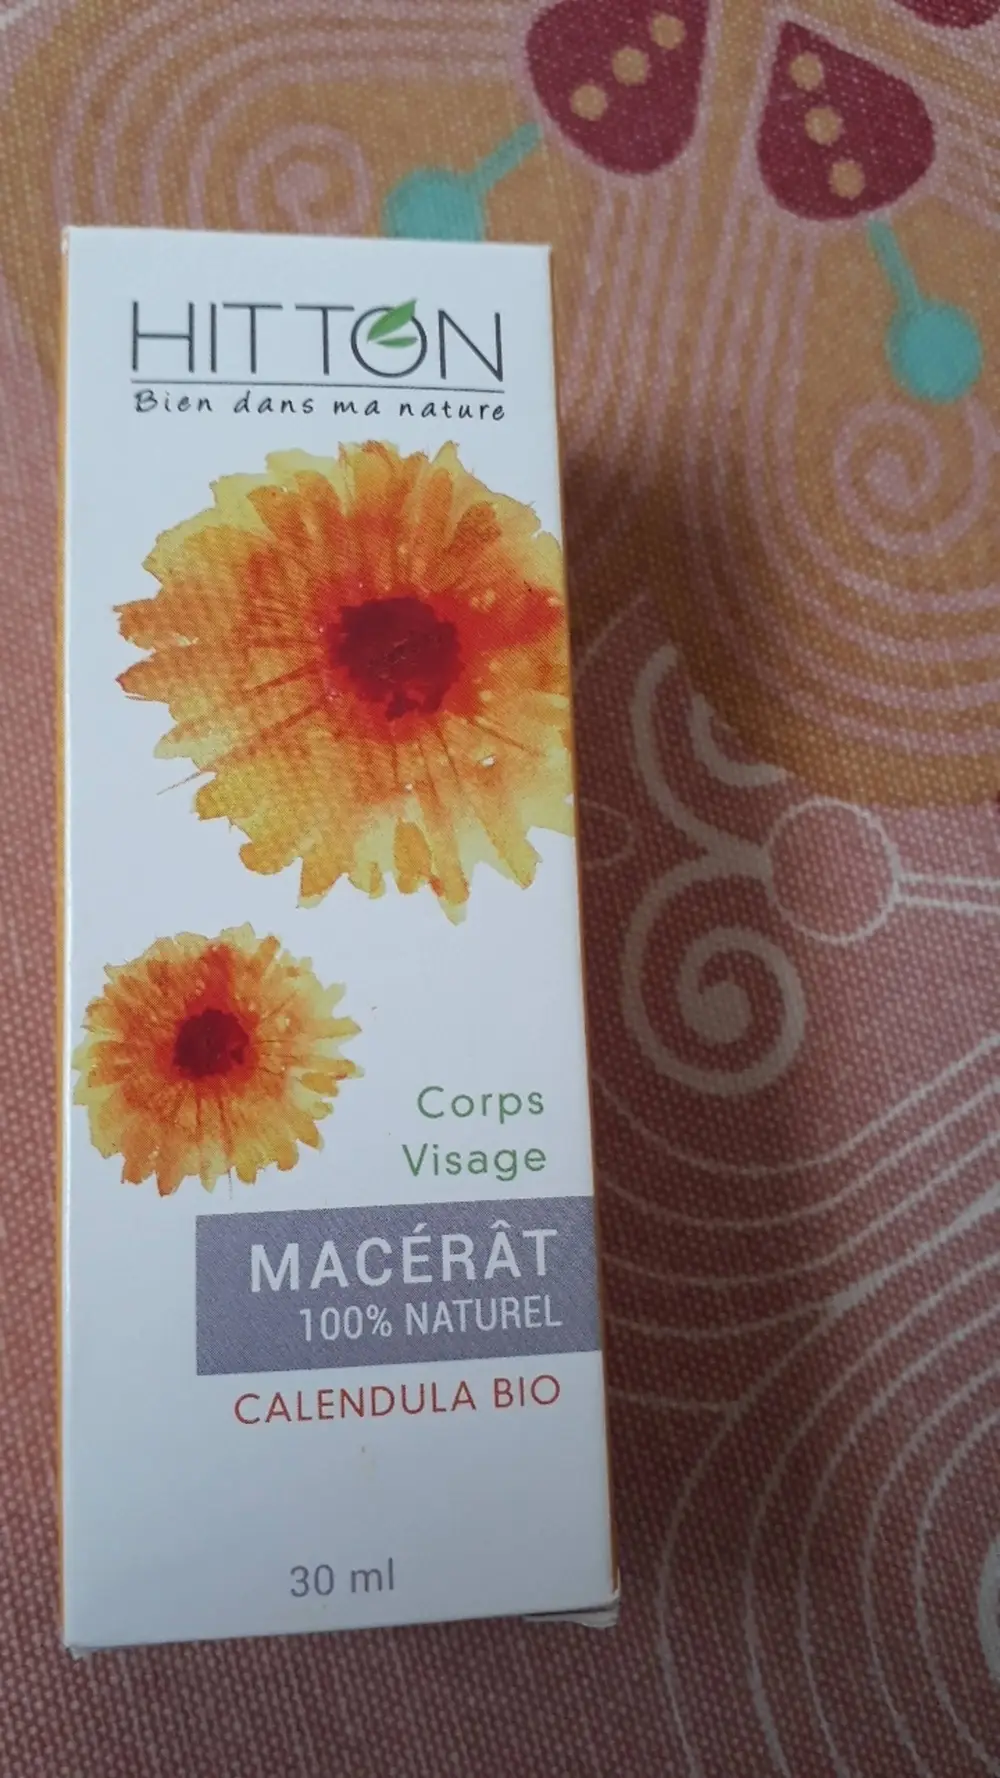 HITTON
Bien dans ma nature
Corps
Visage
MACÉRÂT
100% NATUREL
CALENDULA BIO
30 ml